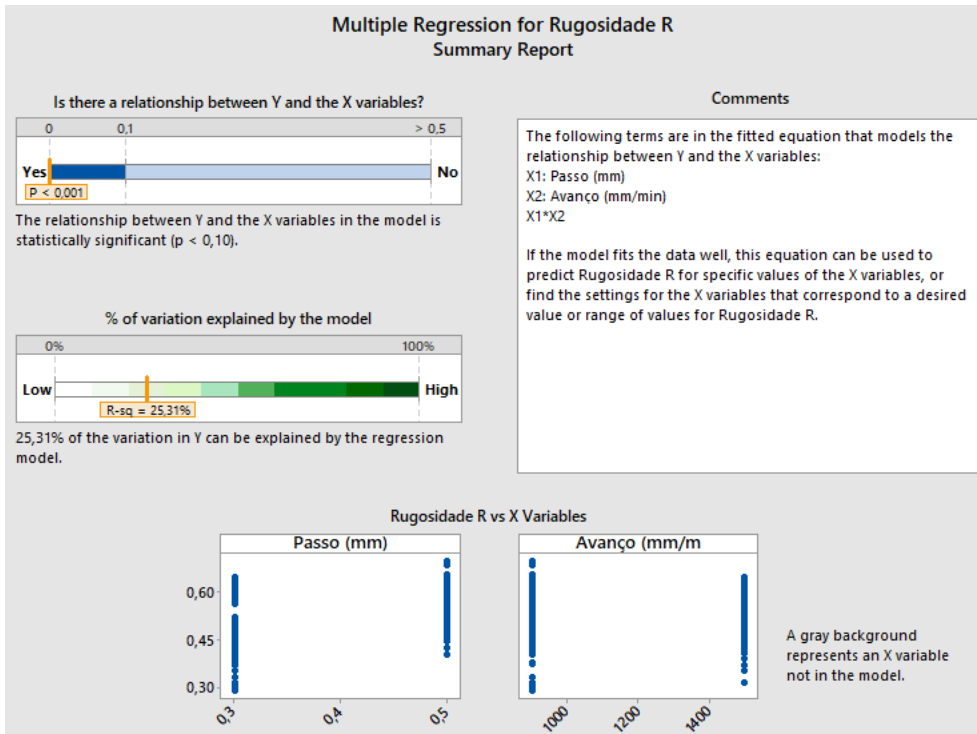 Multiple Regression for Rugosidade R
Summary Report
Is there a relationship between Y and the X variables?
0 0,1 > 0,5
Yes No
P < 0,001
The relationship between Y and the X variables in the model is
statistically significant (p < 0,10).
% of variation explained by the model
0% 100%
Low High
R-sq = 25,31%
25,31% of the variation in Y can be explained by the regression
model.
Comments
The following terms are in the fitted equation that models the
relationship between Y and the X variables:
X1: Passo (mm)
X2: Avanço (mm/min)
X1*X2
If the model fits the data well, this equation can be used to
predict Rugosidade R for specific values of the X variables, or
find the settings for the X variables that correspond to a desired
value or range of values for Rugosidade R.
Rugosidade R vs X Variables
Passo (mm) Avanço (mm/m
0,60
0,45
0,30
0,3 0,4 0,5 1000 1200 1400
A gray background
represents an X variable
not in the model.